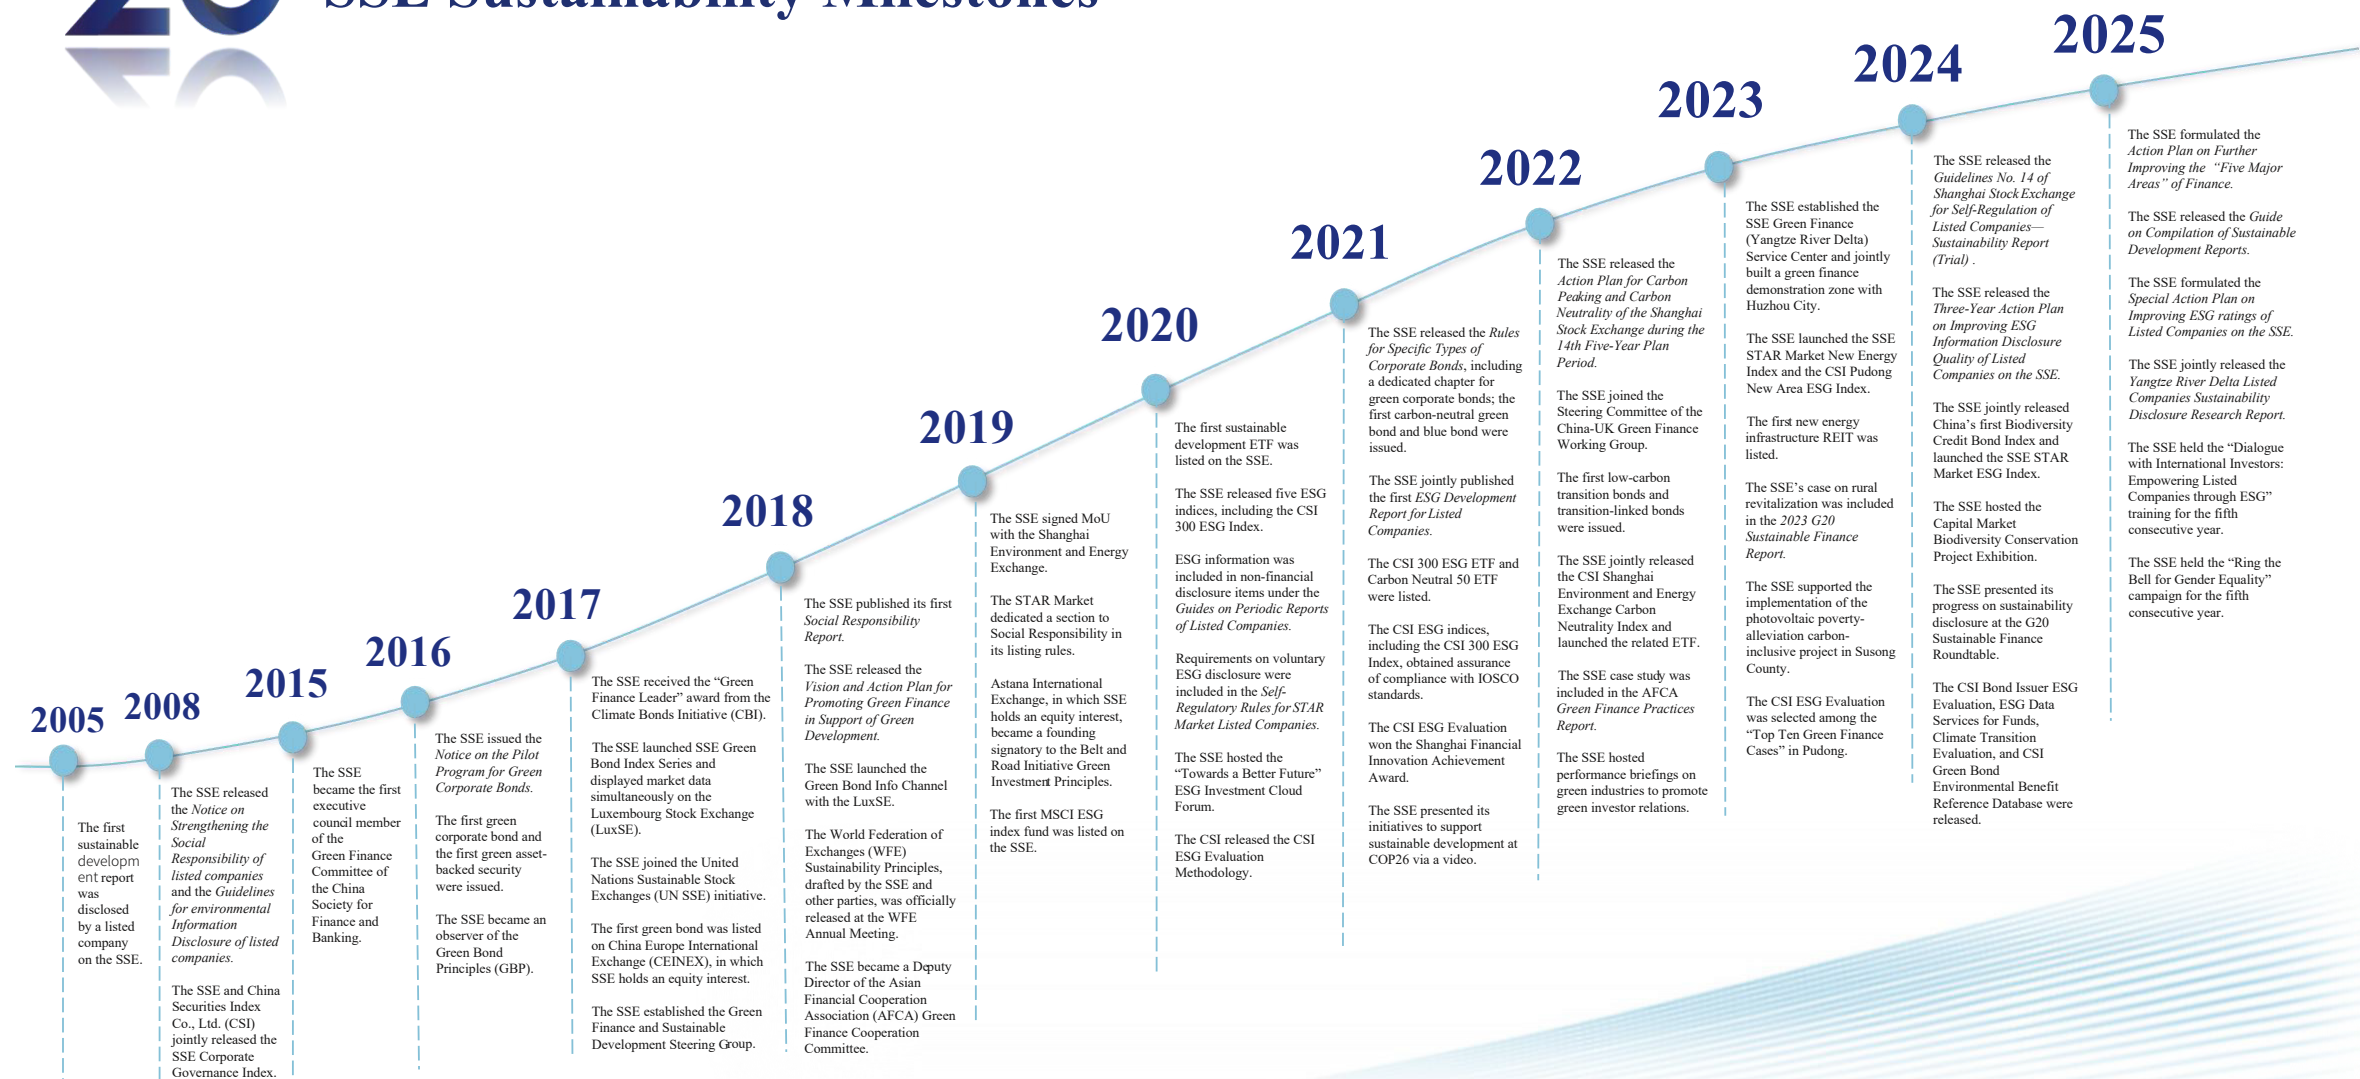 20
SSE Sustainability Milestones
2005
The first
sustainable
developm
ent report
was
disclosed
by a listed
company
on the SSE.
2008
The SSE released
the Notice on
Strengthening the
Social
Responsibility of
listed companies
and the Guidelines
for environmental
Information
Disclosure of listed
companies.
The SSE and China
Securities Index
Co., Ltd. (CSI)
jointly released the
SSE Corporate
Governance Index.
2015
The SSE
became the first
executive
council member
of the
Green Finance
Committee of
the China
Society for
Finance and
Banking.
2016
The SSE issued the
Notice on the Pilot
Program for Green
Corporate Bonds.
The first green
corporate bond and
the first green asset-
backed security
were issued.
The SSE became an
observer of the
Green Bond
Principles (GBP).
2017
The SSE received the “Green
Finance Leader” award from the
Climate Bonds Initiative (CBI).
The SSE launched SSE Green
Bond Index Series and
displayed market data
simultaneously on the
Luxembourg Stock Exchange
(LuxSE).
The SSE joined the United
Nations Sustainable Stock
Exchanges (UN SSE) initiative.
The first green bond was listed
on China Europe International
Exchange (CEINEX), in which
SSE holds an equity interest.
The SSE established the Green
Finance and Sustainable
Development Steering Group.
2018
The SSE published its first
Social Responsibility
Report.
The SSE released the
Vision and Action Plan for
Promoting Green Finance
in Support of Green
Development.
The SSE launched the
Green Bond Info Channel
with the LuxSE.
The World Federation of
Exchanges (WFE)
Sustainability Principles,
drafted by the SSE and
other parties, was officially
released at the WFE
Annual Meeting.
The SSE became a Deputy
Director of the Asian
Financial Cooperation
Association (AFCA) Green
Finance Cooperation
Committee.
2019
The SSE signed MoU
with the Shanghai
Environment and Energy
Exchange.
The STAR Market
dedicated a section to
Social Responsibility in
its listing rules.
Astana International
Exchange, in which SSE
holds an equity interest,
became a founding
signatory to the Belt and
Road Initiative Green
Investment Principles.
The first MSCI ESG
index fund was listed on
the SSE.
2020
The first sustainable
development ETF was
listed on the SSE.
The SSE released five ESG
indices, including the CSI
300 ESG Index.
ESG information was
included in non-financial
disclosure items under the
Guides on Periodic Reports
of Listed Companies.
Requirements on voluntary
ESG disclosure were
included in the Self-
Regulatory Rules for STAR
Market Listed Companies.
The SSE hosted the
“Towards a Better Future”
ESG Investment Cloud
Forum.
The CSI released the CSI
ESG Evaluation
Methodology.
2021
The SSE released the Rules
for Specific Types of
Corporate Bonds, including
a dedicated chapter for
green corporate bonds; the
first carbon-neutral green
bond and blue bond were
issued.
The SSE jointly published
the first ESG Development
Report for Listed
Companies.
The CSI 300 ESG ETF and
Carbon Neutral 50 ETF
were listed.
The CSI ESG indices,
including the CSI 300 ESG
Index, obtained assurance
of compliance with IOSCO
standards.
The CSI ESG Evaluation
won the Shanghai Financial
Innovation Achievement
Award.
The SSE presented its
initiatives to support
sustainable development at
COP26 via a video.
2022
The SSE released the
Action Plan for Carbon
Peaking and Carbon
Neutrality of the Shanghai
Stock Exchange during the
14th Five-Year Plan
Period.
The SSE joined the
Steering Committee of the
China-UK Green Finance
Working Group.
The first low-carbon
transition bonds and
transition-linked bonds
were issued.
The SSE jointly released
the CSI Shanghai
Environment and Energy
Exchange Carbon
Neutrality Index and
launched the related ETF.
The SSE case study was
included in the AFCA
Green Finance Practices
Report.
The SSE hosted
performance briefings on
green industries to promote
green investor relations.
2023
The SSE established the
SSE Green Finance
(Yangtze River Delta)
Service Center and jointly
built a green finance
demonstration zone with
Huzhou City.
The SSE launched the SSE
STAR Market New Energy
Index and the CSI Pudong
New Area ESG Index.
The first new energy
infrastructure REIT was
listed.
The SSE’s case on rural
revitalization was included
in the 2023 G20
Sustainable Finance
Report.
The SSE supported the
implementation of the
photovoltaic poverty-
alleviation carbon-
inclusive project in Susong
County.
The CSI ESG Evaluation
was selected among the
“Top Ten Green Finance
Cases” in Pudong.
2024
The SSE released the
Guidelines No. 14 of
Shanghai Stock Exchange
for Self-Regulation of
Listed Companies—
Sustainability Report
(Trial) .
The SSE released the
Three-Year Action Plan
on Improving ESG
Information Disclosure
Quality of Listed
Companies on the SSE.
The SSE jointly released
China’s first Biodiversity
Credit Bond Index and
launched the SSE STAR
Market ESG Index.
The SSE hosted the
Capital Market
Biodiversity Conservation
Project Exhibition.
The SSE presented its
progress on sustainability
disclosure at the G20
Sustainable Finance
Roundtable.
The CSI Bond Issuer ESG
Evaluation, ESG Data
Services for Funds,
Climate Transition
Evaluation, and CSI
Green Bond
Environmental Benefit
Reference Database were
released.
2025
The SSE formulated the
Action Plan on Further
Improving the “Five Major
Areas” of Finance.
The SSE released the Guide
on Compilation of Sustainable
Development Reports.
The SSE formulated the
Special Action Plan on
Improving ESG ratings of
Listed Companies on the SSE.
The SSE jointly released the
Yangtze River Delta Listed
Companies Sustainability
Disclosure Research Report.
The SSE held the “Dialogue
with International Investors:
Empowering Listed
Companies through ESG”
training for the fifth
consecutive year.
The SSE held the “Ring the
Bell for Gender Equality”
campaign for the fifth
consecutive year.